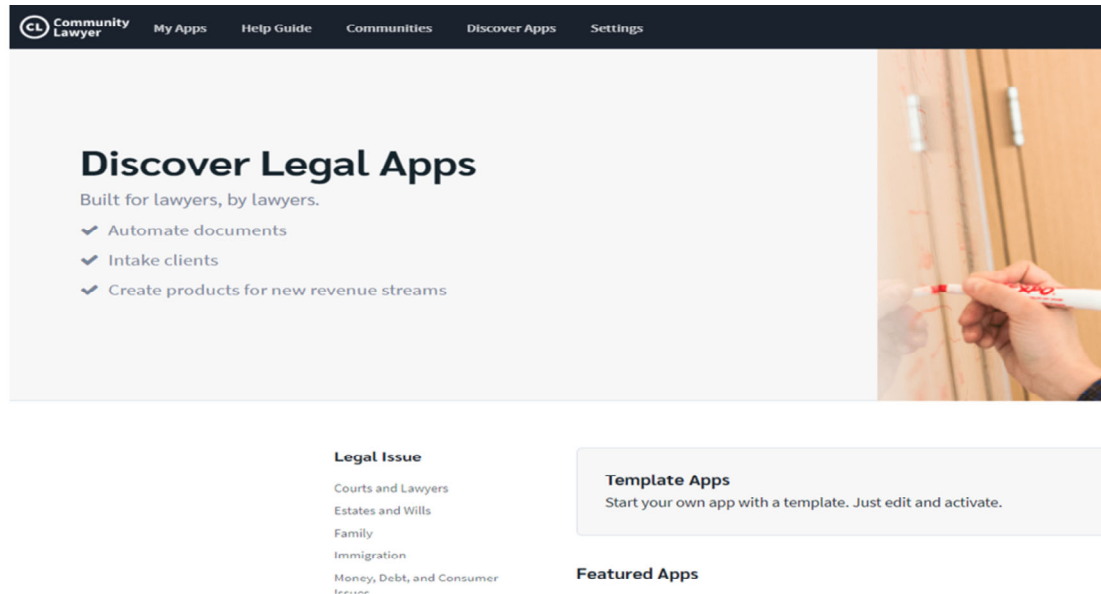 CL Community Lawyer My Apps Help Guide Communities Discover Apps Settings
Discover Legal Apps
Built for lawyers, by lawyers.
Automate documents
Intake clients
Create products for new revenue streams
EXPO
Legal Issue
Courts and Lawyers
Estates and Wills
Family
Immigration
Money, Debt, and Consumer
Issues
Template Apps
Start your own app with a template. Just edit and activate.
Featured Apps